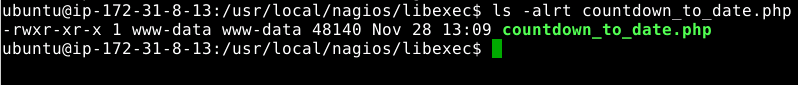 ubuntu@ip-172-31-8-13:/usr/local/nagios/libexec$ ls -alrt countdown_to_date.php
-rwxr-xr-x 1 www-data www-data 48140 Nov 28 13:09 countdown_to_date.php
ubuntu@ip-172-31-8-13:/usr/local/nagios/libexec$